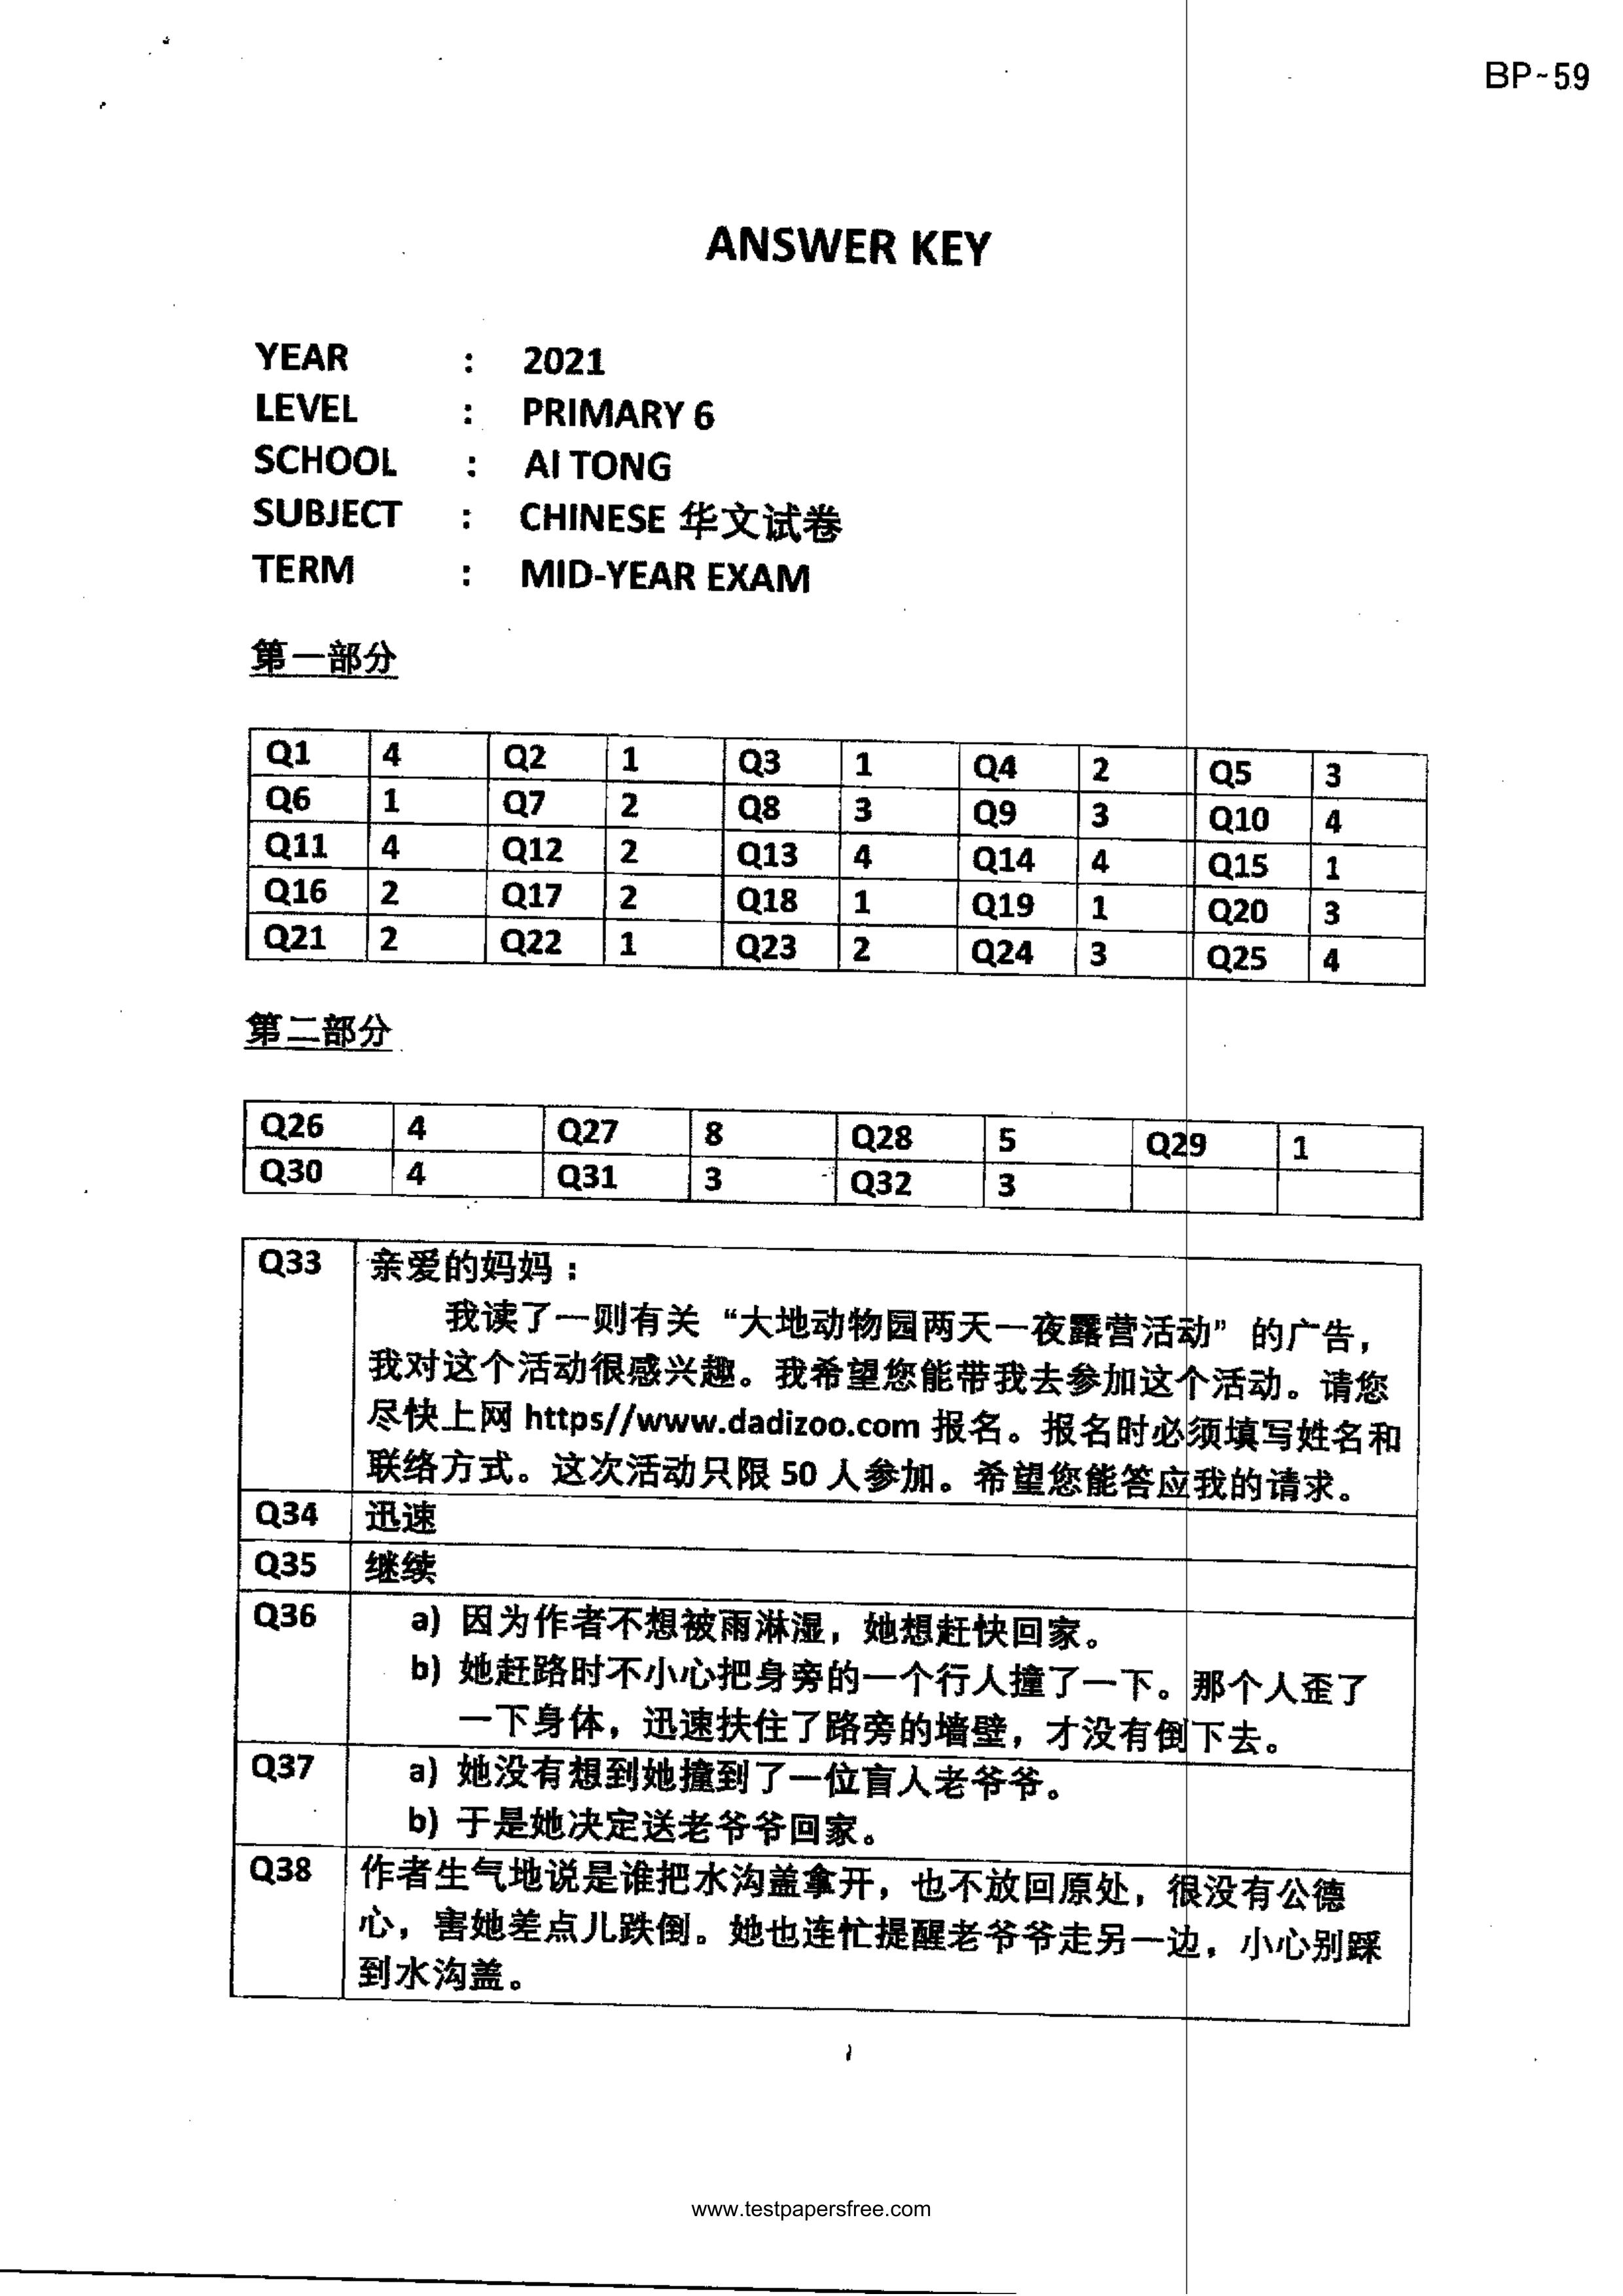 BP-59
ANSWER KEY
YEAR : 2021
LEVEL : PRIMARY 6
SCHOOL : AI TONG
SUBJECT : CHINESE 华文试卷
TERM : MID-YEAR EXAM
第一部分
Q1 4 Q2 1 Q3 1 Q4 2 Q5 3
Q6 1 Q7 2 Q8 3 Q9 3 Q10 4
Q11 4 Q12 2 Q13 4 Q14 4 Q15 1
Q16 2 Q17 2 Q18 1 Q19 1 Q20 3
Q21 2 Q22 1 Q23 2 Q24 3 Q25 4
第二部分
Q26 4 Q27 8 Q28 5 Q29 1
Q30 4 Q31 3 Q32 3
Q33 亲爱的妈妈：
我读了一则有关“大地动物园两天一夜露营活动”的广告，
我对这个活动很感兴趣。我希望您能带我去参加这个活动。请您
尽快上网 https//www.dadizoo.com 报名。报名时必须填写姓名和
联络方式。这次活动只限 50 人参加。希望您能答应我的请求。
Q34 迅速
Q35 继续
Q36 a) 因为作者不想被雨淋湿，她想赶快回家。
b) 她赶路时不小心把身旁的一个行人撞了一下。那个人歪了
一下身体，迅速扶住了路旁的墙壁，才没有倒下去。
Q37 a) 她没有想到她撞到了一位盲人老爷爷。
b) 于是她决定送老爷爷回家。
Q38 作者生气地说是谁把水沟盖拿开，也不放回原处，很没有公德
心，害她差点儿跌倒。她也连忙提醒老爷爷走另一边，小心别踩
到水沟盖。
www.testpapersfree.com